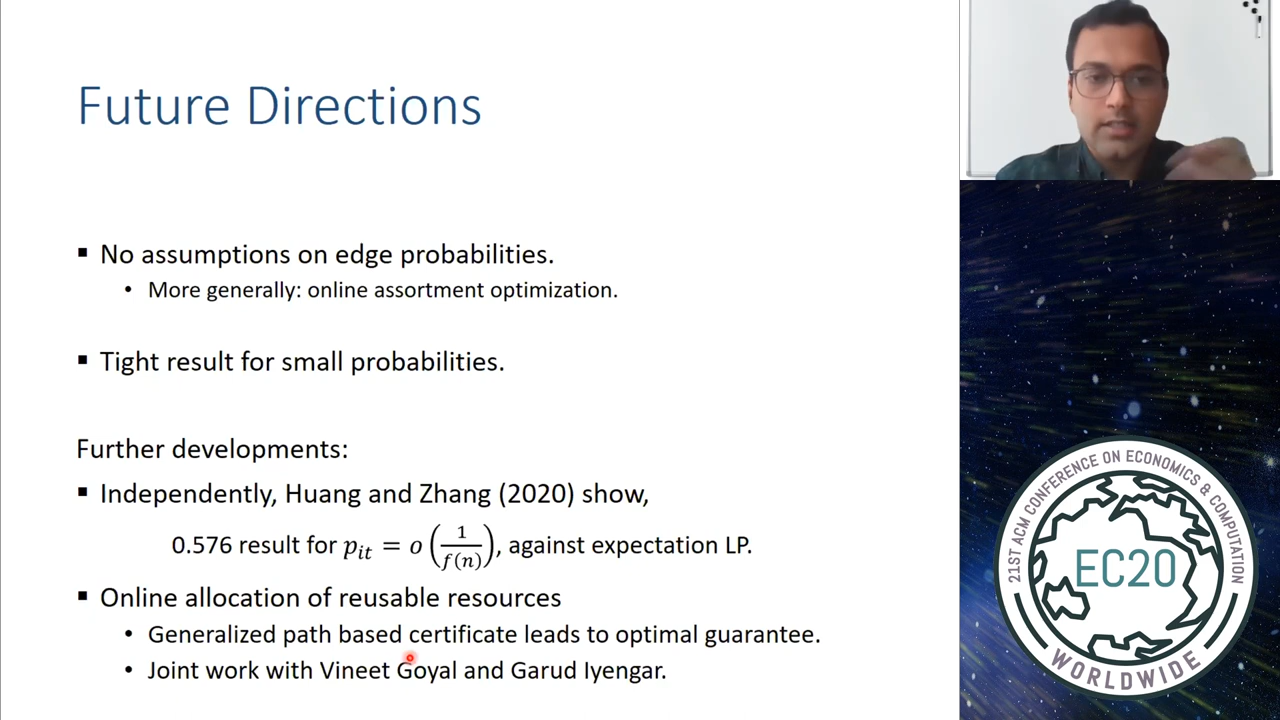 Future Directions
▪ No assumptions on edge probabilities.
• More generally: online assortment optimization.
▪ Tight result for small probabilities.
Further developments:
▪ Independently, Huang and Zhang (2020) show,
0.576 result for p_{it} = o(1/f(n)), against expectation LP.
▪ Online allocation of reusable resources
• Generalized path based certificate leads to optimal guarantee.
• Joint work with Vineet Goyal and Garud Iyengar.
21ST ACM CONFERENCE ON ECONOMICS & COMPUTATION
EC20
WORLDWIDE